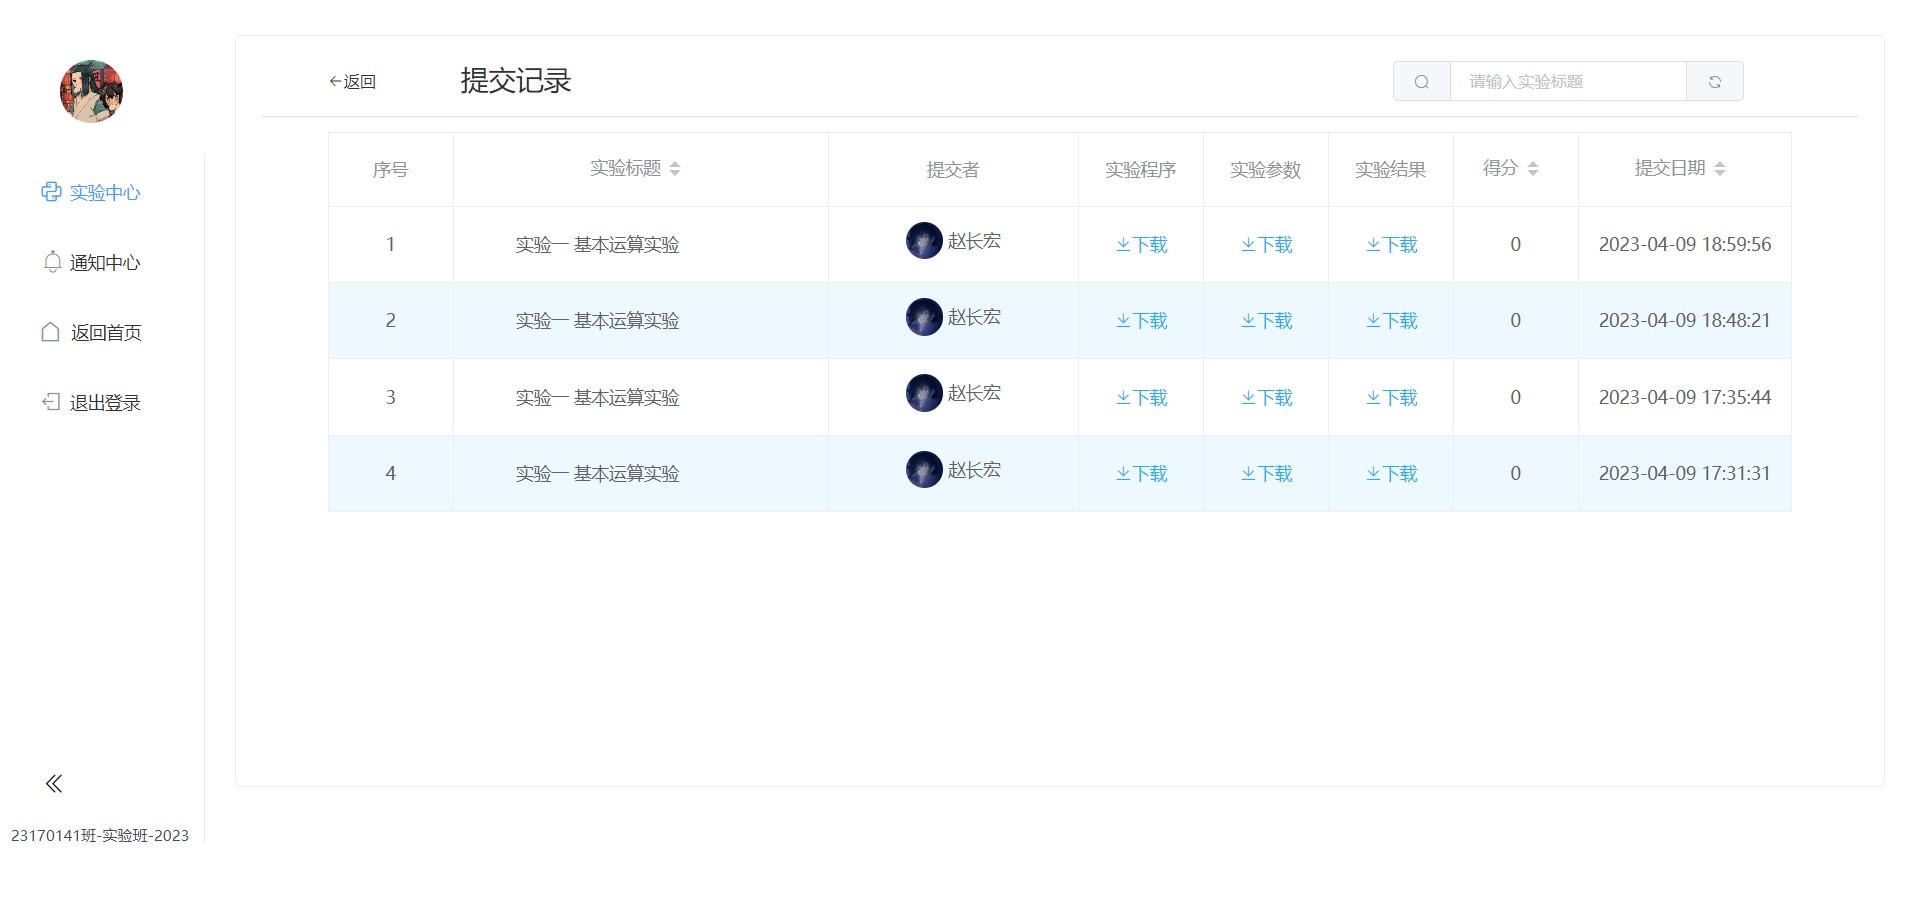 ←返回 提交记录 请输入实验标题
实验中心
通知中心
返回首页
退出登录
23170141班-实验班-2023
序号 实验标题 提交者 实验程序 实验参数 实验结果 得分 提交日期
1 实验一 基本运算实验 赵长宏 下载 下载 下载 0 2023-04-09 18:59:56
2 实验一 基本运算实验 赵长宏 下载 下载 下载 0 2023-04-09 18:48:21
3 实验一 基本运算实验 赵长宏 下载 下载 下载 0 2023-04-09 17:35:44
4 实验一 基本运算实验 赵长宏 下载 下载 下载 0 2023-04-09 17:31:31